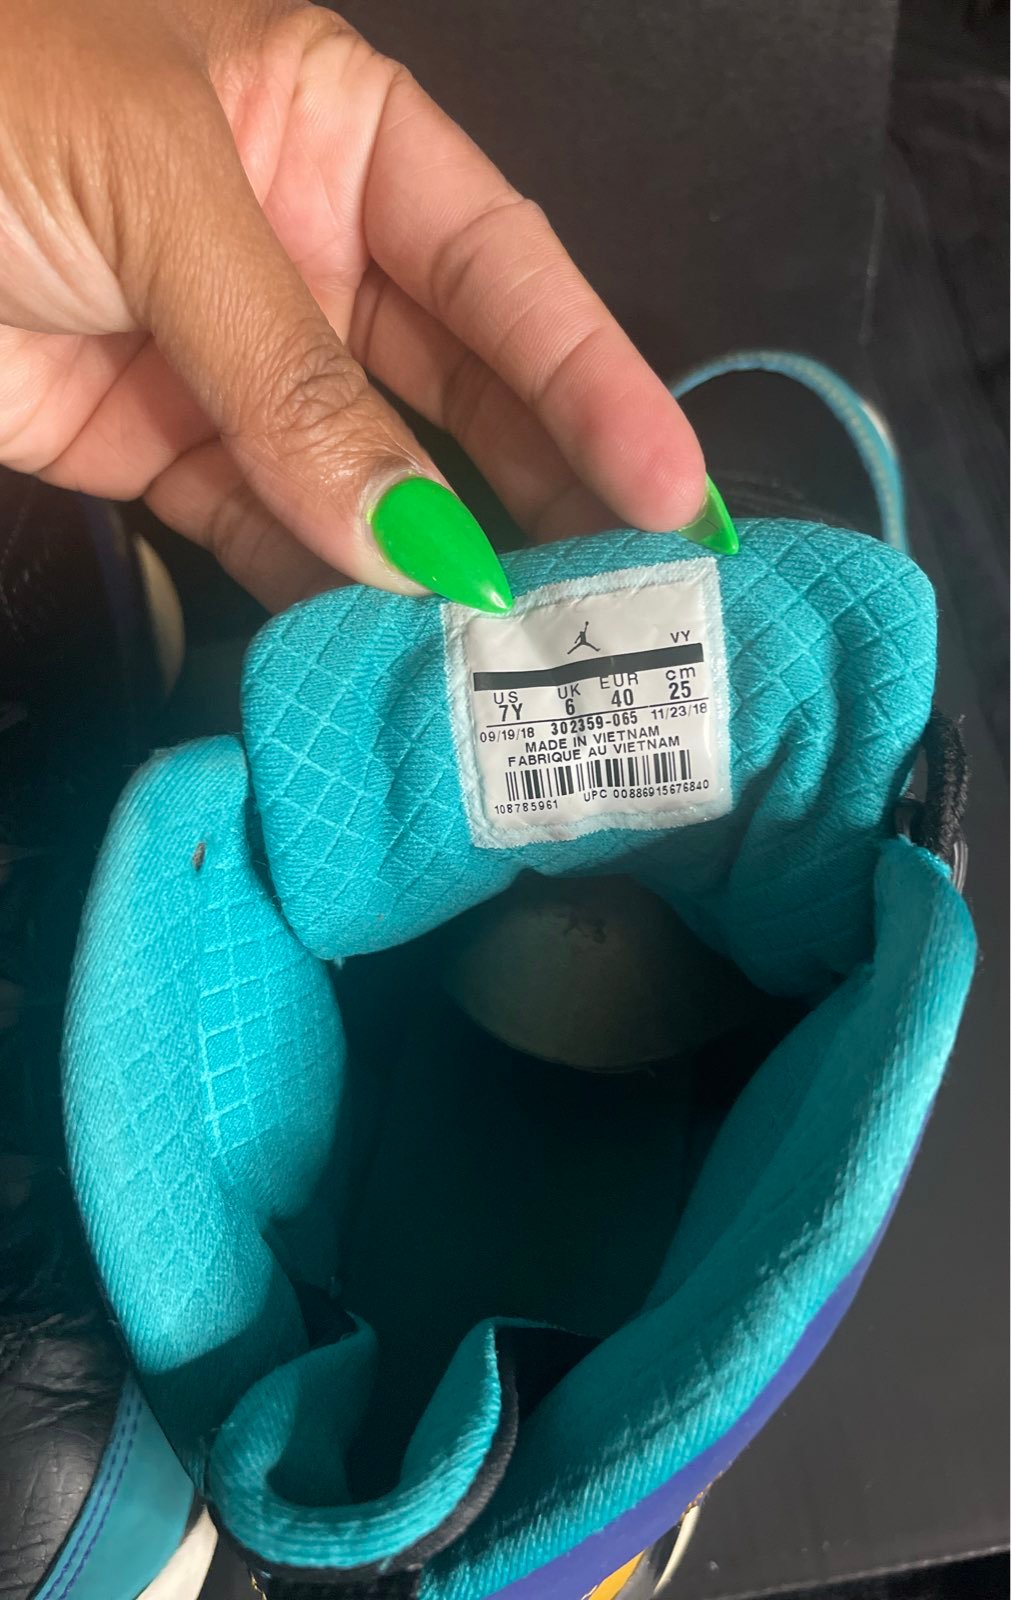 VY
US UK EUR cm
7Y 6 40 25
09/19/18 302359-065 11/23/18
MADE IN VIETNAM
FABRIQUE AU VIETNAM
108785961 UPC 00886915676840